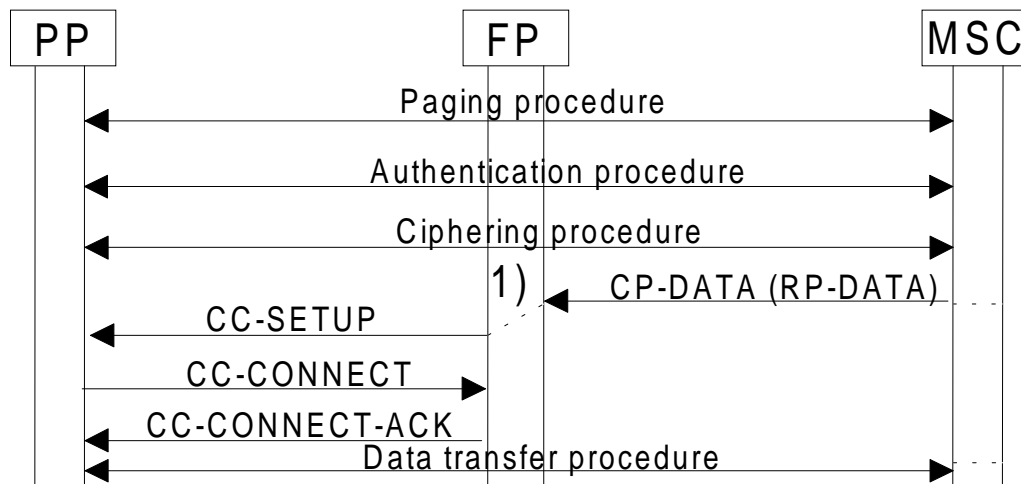 PP FP MSC
Paging procedure
Authentication procedure
Ciphering procedure
1) CP-DATA (RP-DATA)
CC-SETUP
CC-CONNECT
CC-CONNECT-ACK
Data transfer procedure